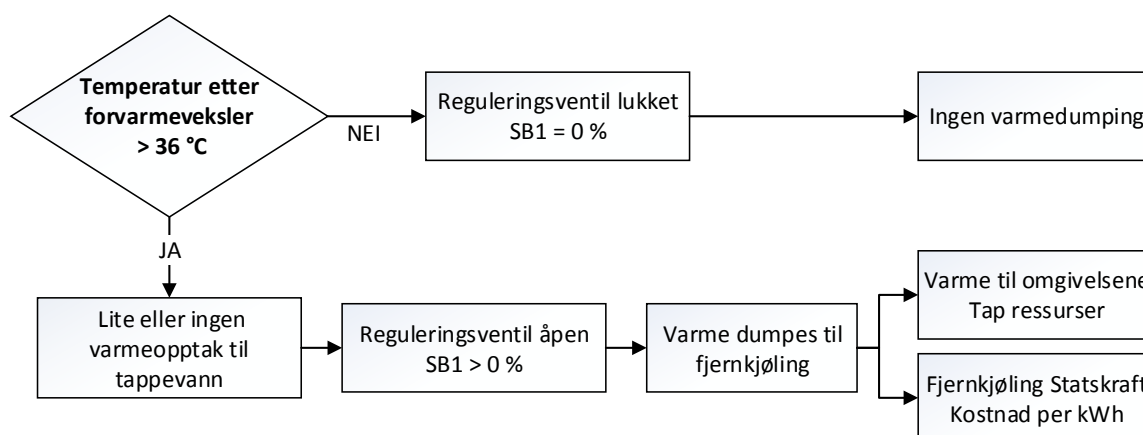 Temperatur etter
forvarmeveksler
> 36 °C
NEI
Reguleringsventil lukket
SB1 = 0 %
Ingen varmedumping
JA
Lite eller ingen
varmeopptak til
tappevann
Reguleringsventil åpen
SB1 > 0 %
Varme dumpes til
fjernkjøling
Varme til omgivelsene
Tap ressurser
Fjernkjøling Statskraft
Kostnad per kWh